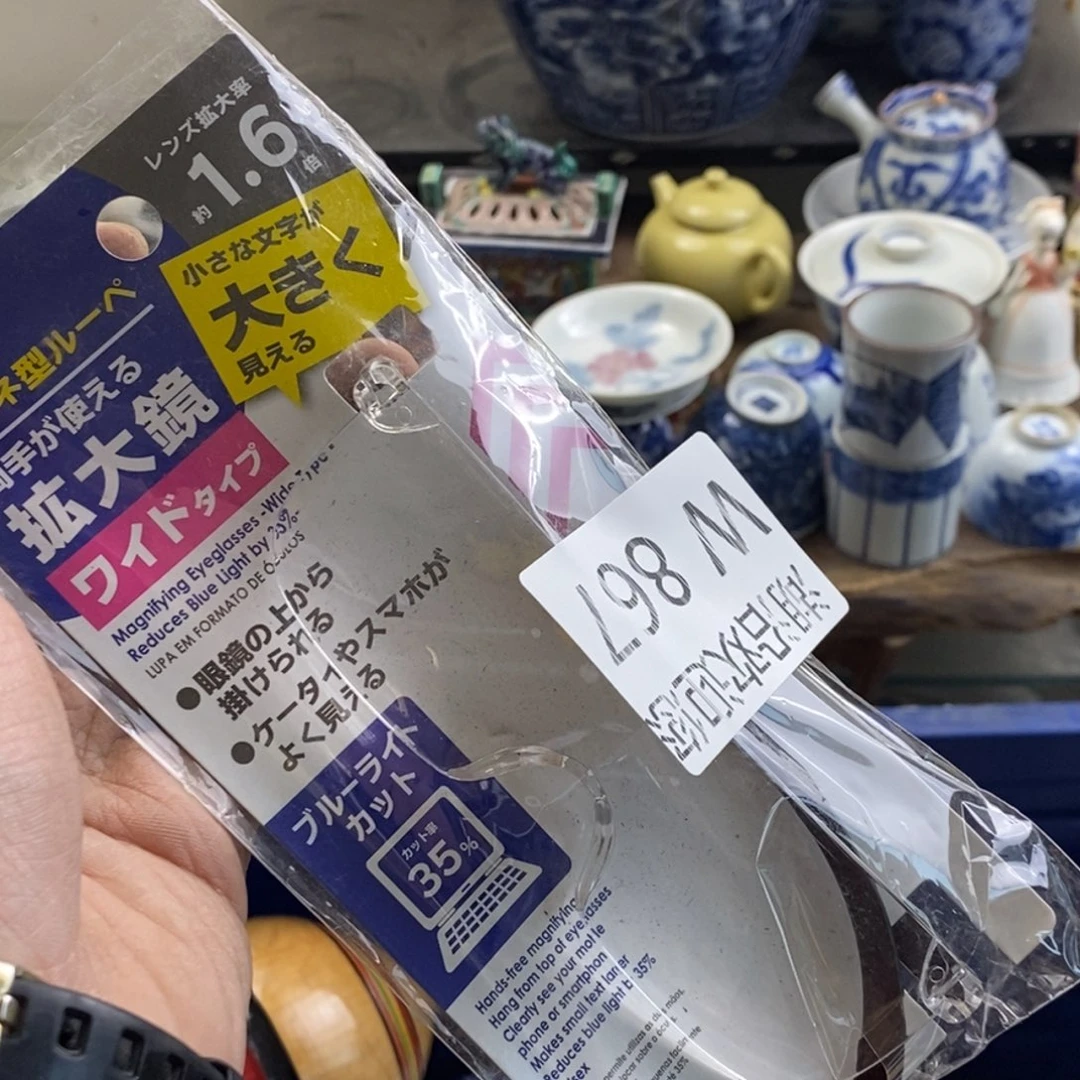 レンズ拡大率
約1.6倍
小さな文字が
大きく
見える
ネ型ルーペ
両手が使える
拡大鏡
ワイドタイプ
Magnifying Eyeglasses -Wide Type-
Reduces Blue Light by 35%-
LUPA EM FORMATO DE ÓCULOS
●眼鏡の上から
掛けられる
●ケータイやスマホが
よく見える
ブルーライト
カット
カット率
35%
Hands-free magnifying
Hang from top of eyeglasses
Clearly see your mobile
phone or smartphon
Makes small text larger
Reduces blue light b 35%